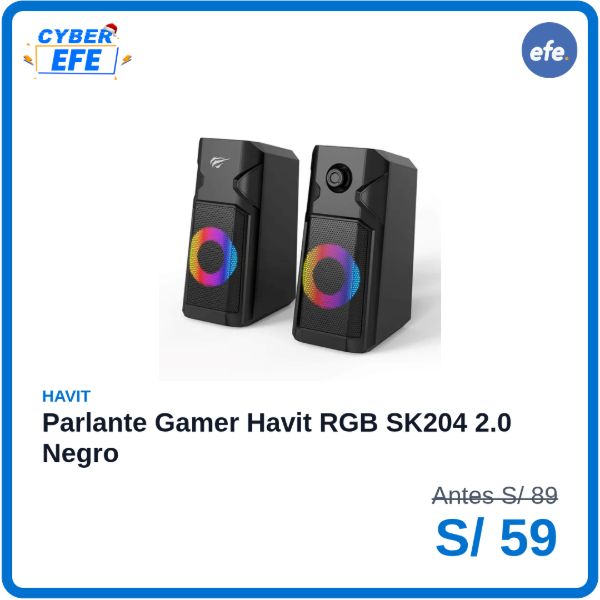 CYBER
EFE
efe.
HAVIT
Parlante Gamer Havit RGB SK204 2.0
Negro
Antes S/ 89
S/ 59